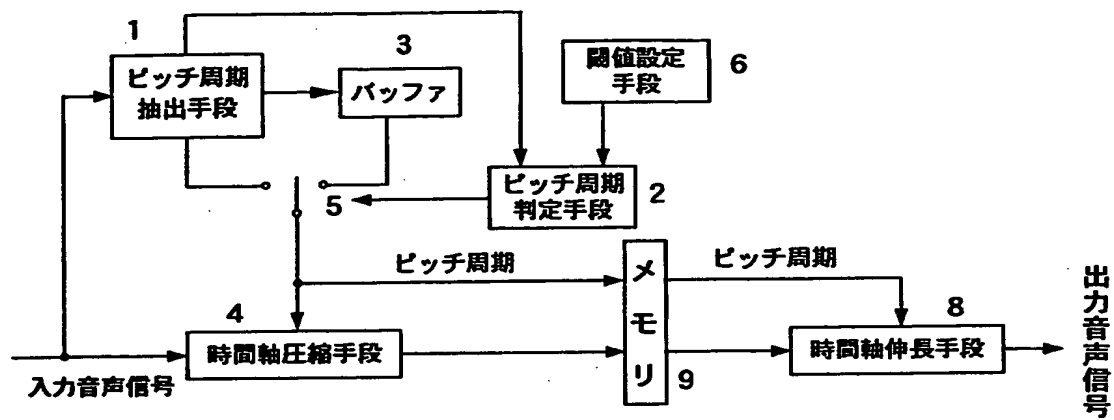 1
ピッチ周期
抽出手段
3
バッファ
閾値設定
手段
6
ピッチ周期
判定手段
2
5
ピッチ周期
メモリ
9
ピッチ周期
4
時間軸圧縮手段
入力音声信号
8
時間軸伸長手段
出力音声信号